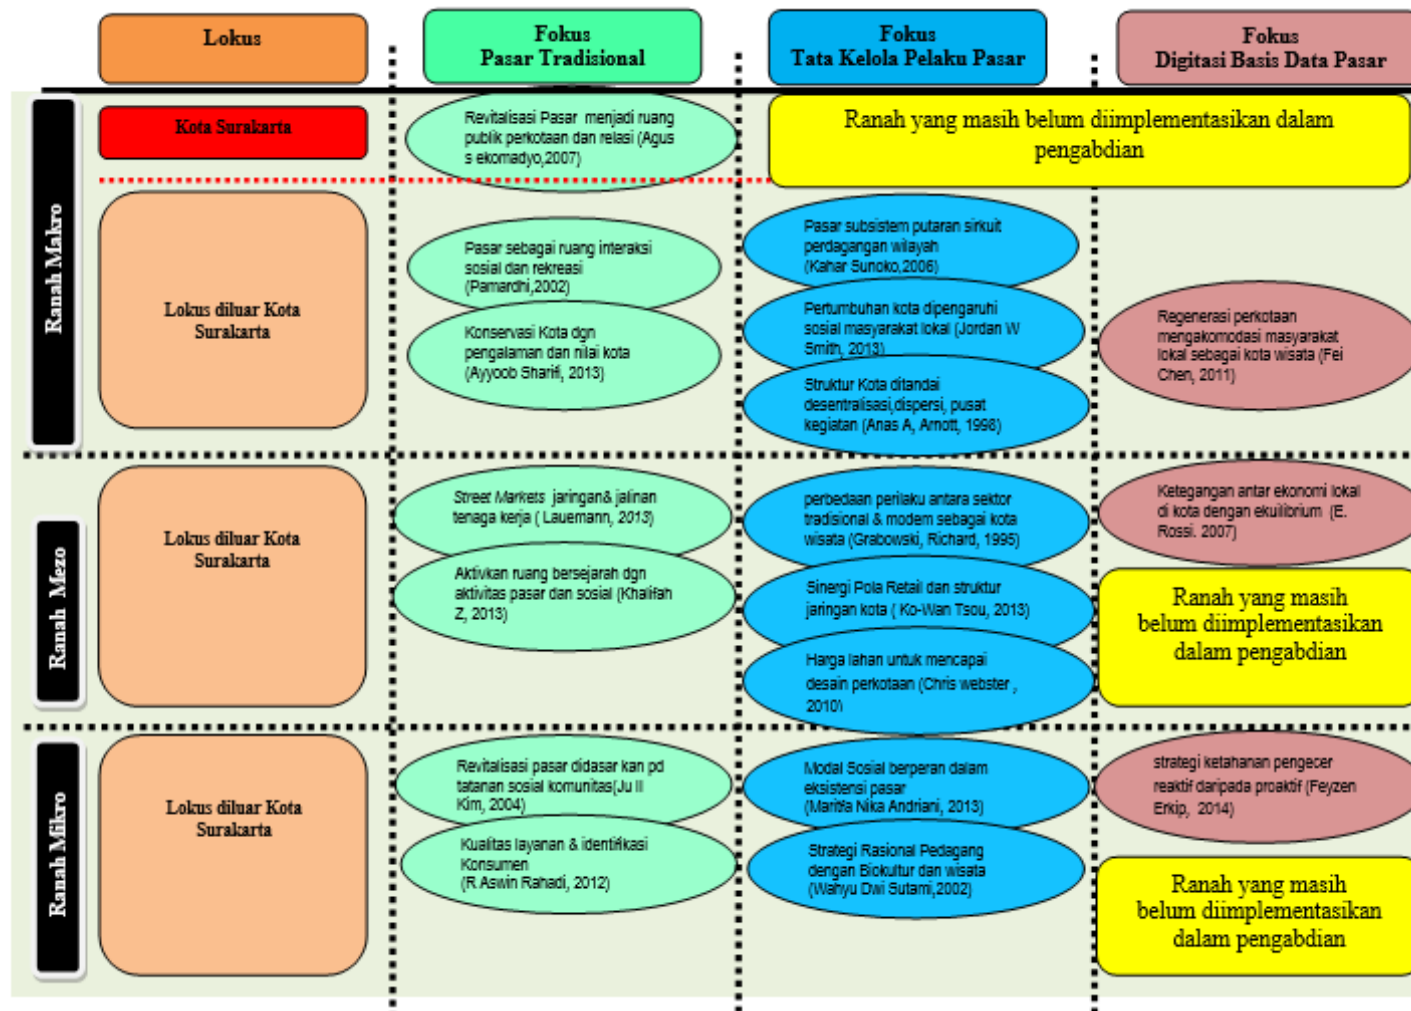 Lokus
Fokus
Pasar Tradisional
Fokus
Tata Kelola Pelaku Pasar
Fokus
Digitasi Basis Data Pasar
Ranah Makro
Kota Surakarta
Revitalisasi Pasar menjadi ruang
publik perkotaan dan relasi (Agus
s ekomadyo,2007)
Ranah yang masih belum diimplementasikan dalam
pengabdian
Lokus diluar Kota
Surakarta
Pasar sebagai ruang interaksi
sosial dan rekreasi
(Pamardhi,2002)
Konservasi Kota dgn
pengalaman dan nilai kota
(Ayyoob Sharifi, 2013)
Pasar subsistem putaran sirkuit
perdagangan wilayah
(Kahar Sunoko,2006)
Pertumbuhan kota dipengaruhi
sosial masyarakat lokal (Jordan W
Smith, 2013)
Struktur Kota ditandai
desentralisasi,dispersi, pusat
kegiatan (Anas A, Arnott, 1998)
Regenerasi perkotaan
mengakomodasi masyarakat
lokal sebagai kota wisata (Fei
Chen, 2011)
Ranah Mezo
Lokus diluar Kota
Surakarta
Street Markets jaringan& jalinan
tenaga kerja ( Lauemann, 2013)
Aktivkan ruang bersejarah dgn
aktivitas pasar dan sosial (Khalifah
Z, 2013)
perbedaan perilaku antara sektor
tradisional & modern sebagai kota
wisata (Grabowski, Richard, 1995)
Sinergi Pola Retail dan struktur
jaringan kota ( Ko-Wan Tsou, 2013)
Harga lahan untuk mencapai
desain perkotaan (Chris webster ,
2010)
Ketegangan antar ekonomi lokal
di kota dengan ekuilibrium (E.
Rossi. 2007)
Ranah yang masih
belum diimplementasikan
dalam pengabdian
Ranah Mikro
Lokus diluar Kota
Surakarta
Revitalisasi pasar didasar kan pd
tatanan sosial komunitas(Ju Il
Kim, 2004)
Kualitas layanan & identifikasi
Konsumen
(R Aswin Rahadi, 2012)
Modal Sosial berperan dalam
eksistensi pasar
(Maritfa Nika Andriani, 2013)
Strategi Rasional Pedagang
dengan Biokultur dan wisata
(Wahyu Dwi Sutami,2002)
strategi ketahanan pengecer
reaktif daripada proaktif (Feyzen
Erkip, 2014)
Ranah yang masih
belum diimplementasikan
dalam pengabdian